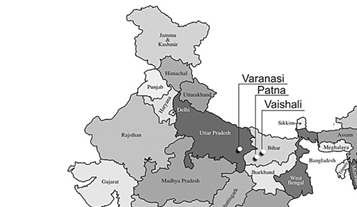 Jammu
&
Kashmir
Himachal
Punjab
Uttarakhand
Haryana
Delhi
Varanasi
Patna
Vaishali
Sikkim
Assam
Rajsthan
Uttar Pradesh
Bihar
Meghalaya
Bangladesh
Jharkhand
West
Bengal
Gujarat
Madhya Pradesh